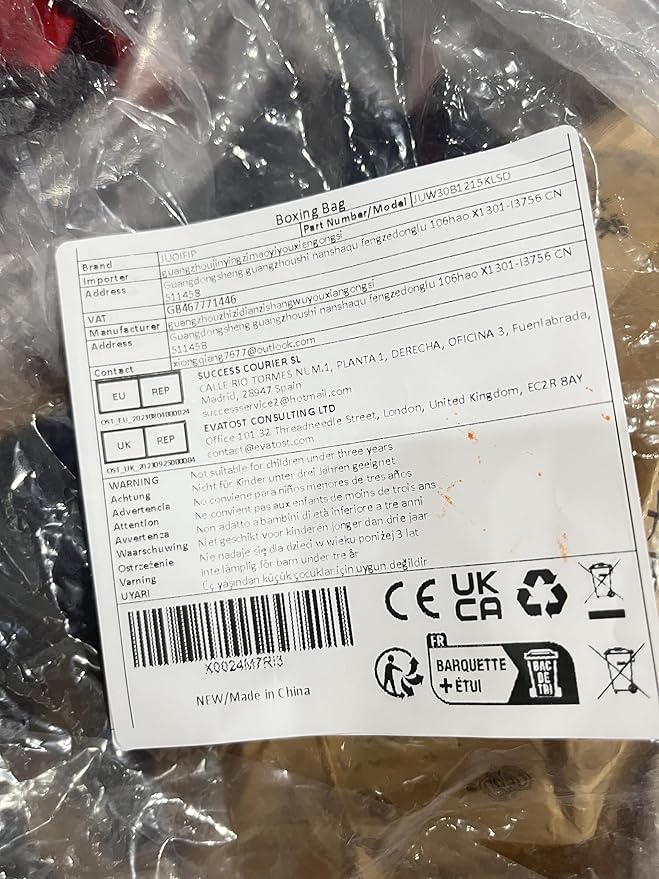 Boxing Bag
Brand JUOIFIP Part Number/Model JUW30B1215KLSD
Importer guangzhoujinyingzimaoyiyouxiengongsi
Address Guangdongsheng guangzhoushi nanshaqu fengzedonglu 106hao X1301-I3756 CN
511458
VAT GB467771446
Manufacturer guangzhouzhizidianzishangwuyouxiangongsi
Address Guangdongsheng guangzhoushi nanshaqu fengzedonglu 106hao X1301-I3756 CN
511458
Contact xiongqiang7677@outlook.com
EU REP
SUCCESS COURIER SL
CALLE RIO TORMES NLM.1, PLANTA 1, DERECHA, OFICINA 3, Fuenlabrada,
Madrid, 28947 Spain
successservice2@hotmail.com
OST_EU_20230801000024
UK REP
EVATOST CONSULTING LTD
Office 101 32 Threadneedle Street, London, United Kingdom, EC2R 8AY
contact@evatost.com
OST_UK_20230925000004
WARNING Not suitable for children under three years
Achtung Nicht für Kinder unter drei Jahren geeignet
Advertencia No conviene para niños menores de tres años
Attention Ne convient pas aux enfants de moins de trois ans
Avvertenza Non adatto a bambini di età inferiore a tre anni
Waarschuwing Niet geschikt voor kinderen jonger dan drie jaar
Ostrzeżenie Nie nadaje się dla dzieci w wieku poniżej 3 lat
Varning Inte lämplig för barn under tre år
UYARI Üç yaşından küçük çocuklar için uygun değildir
CE UK
CA
X0024M7RI3
NEW/Made in China
FR
BARQUETTE
+ ÉTUI
BAC
DE
TRI